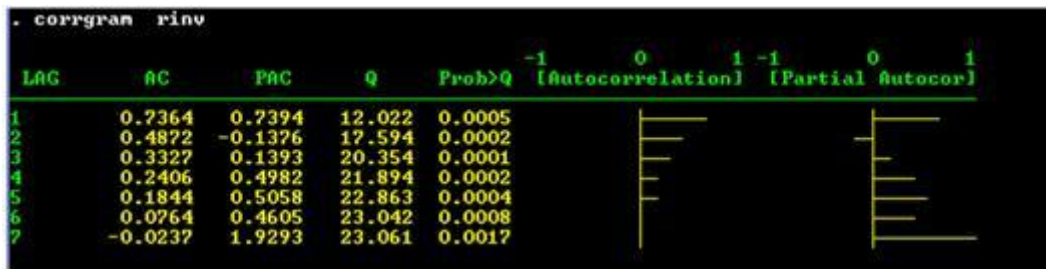 . corrgram rinv
-1 0 1 -1 0 1
LAG AC PAC Q Prob>Q [Autocorrelation] [Partial Autocor]
1 0.7364 0.7394 12.022 0.0005
2 0.4872 -0.1376 17.594 0.0002
3 0.3327 0.1393 20.354 0.0001
4 0.2406 0.4982 21.894 0.0002
5 0.1844 0.5058 22.863 0.0004
6 0.0764 0.4605 23.042 0.0008
7 -0.0237 1.9293 23.061 0.0017